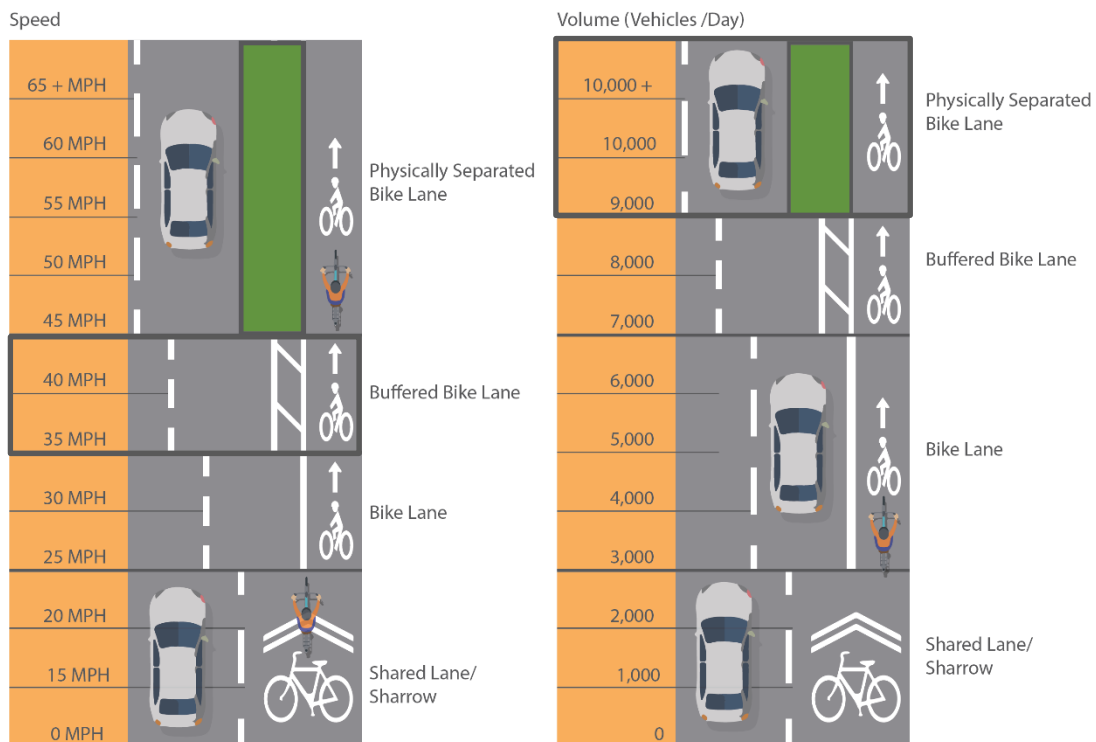 Speed
65 + MPH
60 MPH
55 MPH
50 MPH
45 MPH
40 MPH
35 MPH
30 MPH
25 MPH
20 MPH
15 MPH
0 MPH
Physically Separated
Bike Lane
Buffered Bike Lane
Bike Lane
Shared Lane/
Sharrow
Volume (Vehicles /Day)
10,000 +
10,000
9,000
8,000
7,000
6,000
5,000
4,000
3,000
2,000
1,000
0
Physically Separated
Bike Lane
Buffered Bike Lane
Bike Lane
Shared Lane/
Sharrow